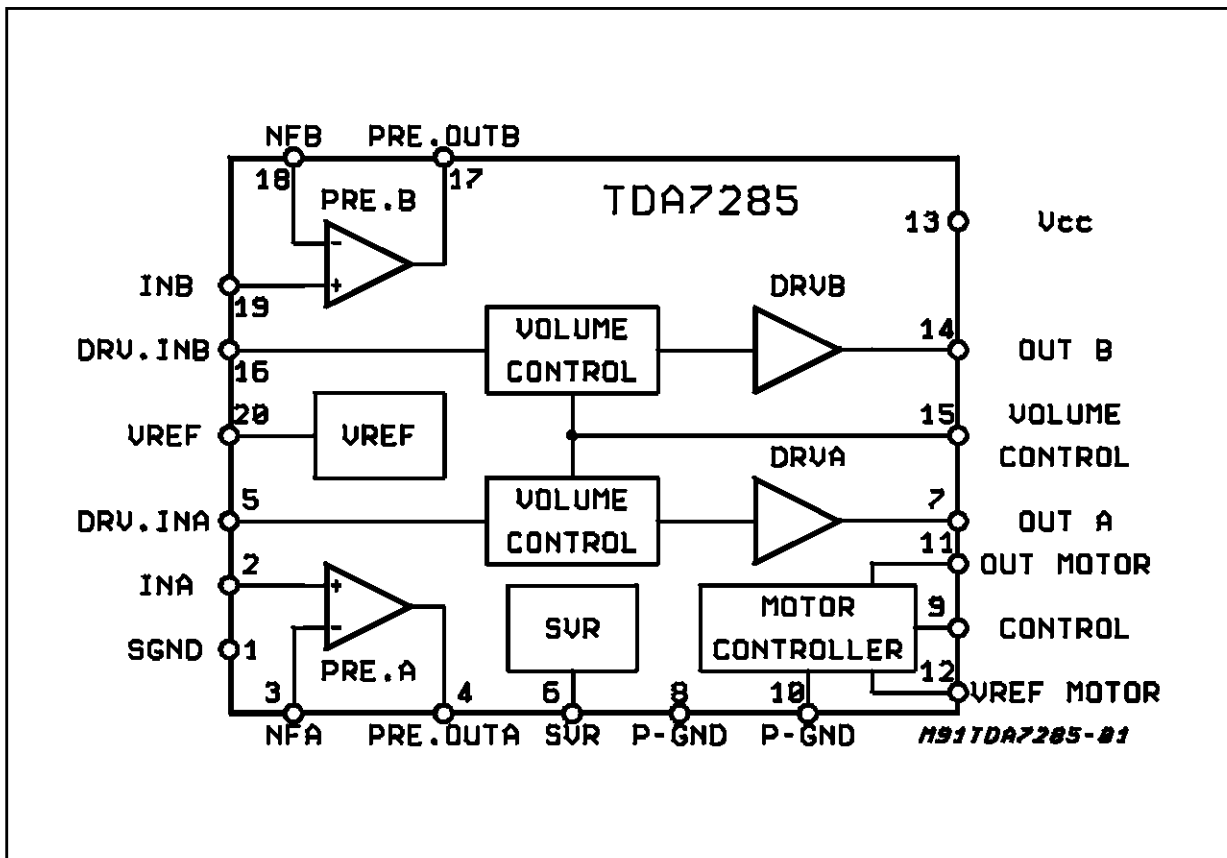 NFB PRE.OUTB
18 17
PRE.B
TDA7285
13 Vcc
-
+
INB
19
DRVB
DRV.INB
16
VOLUME
CONTROL
14
OUT B
20
VREF
VREF
15
VOLUME
CONTROL
DRVA
5
DRV.INA
VOLUME
CONTROL
7
OUT A
11
OUT MOTOR
2
INA
+
-
SVR
MOTOR
CONTROLLER
9
CONTROL
SGND
1
PRE.A
12
VREF MOTOR
3 4 6 8 10
NFA PRE.OUTA SVR P-GND P-GND
M91TDA7285-01